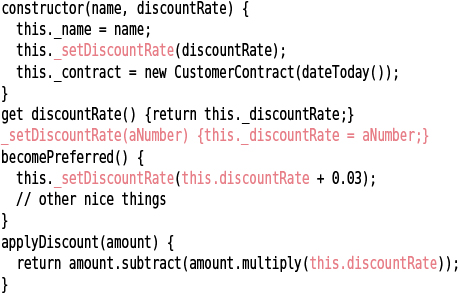 constructor(name, discountRate) {
  this._name = name;
  this._setDiscountRate(discountRate);
  this._contract = new CustomerContract(dateToday());
}
get discountRate() {return this._discountRate;}
_setDiscountRate(aNumber) {this._discountRate = aNumber;}
becomePreferred() {
  this._setDiscountRate(this.discountRate + 0.03);
  // other nice things
}
applyDiscount(amount) {
  return amount.subtract(amount.multiply(this.discountRate));
}